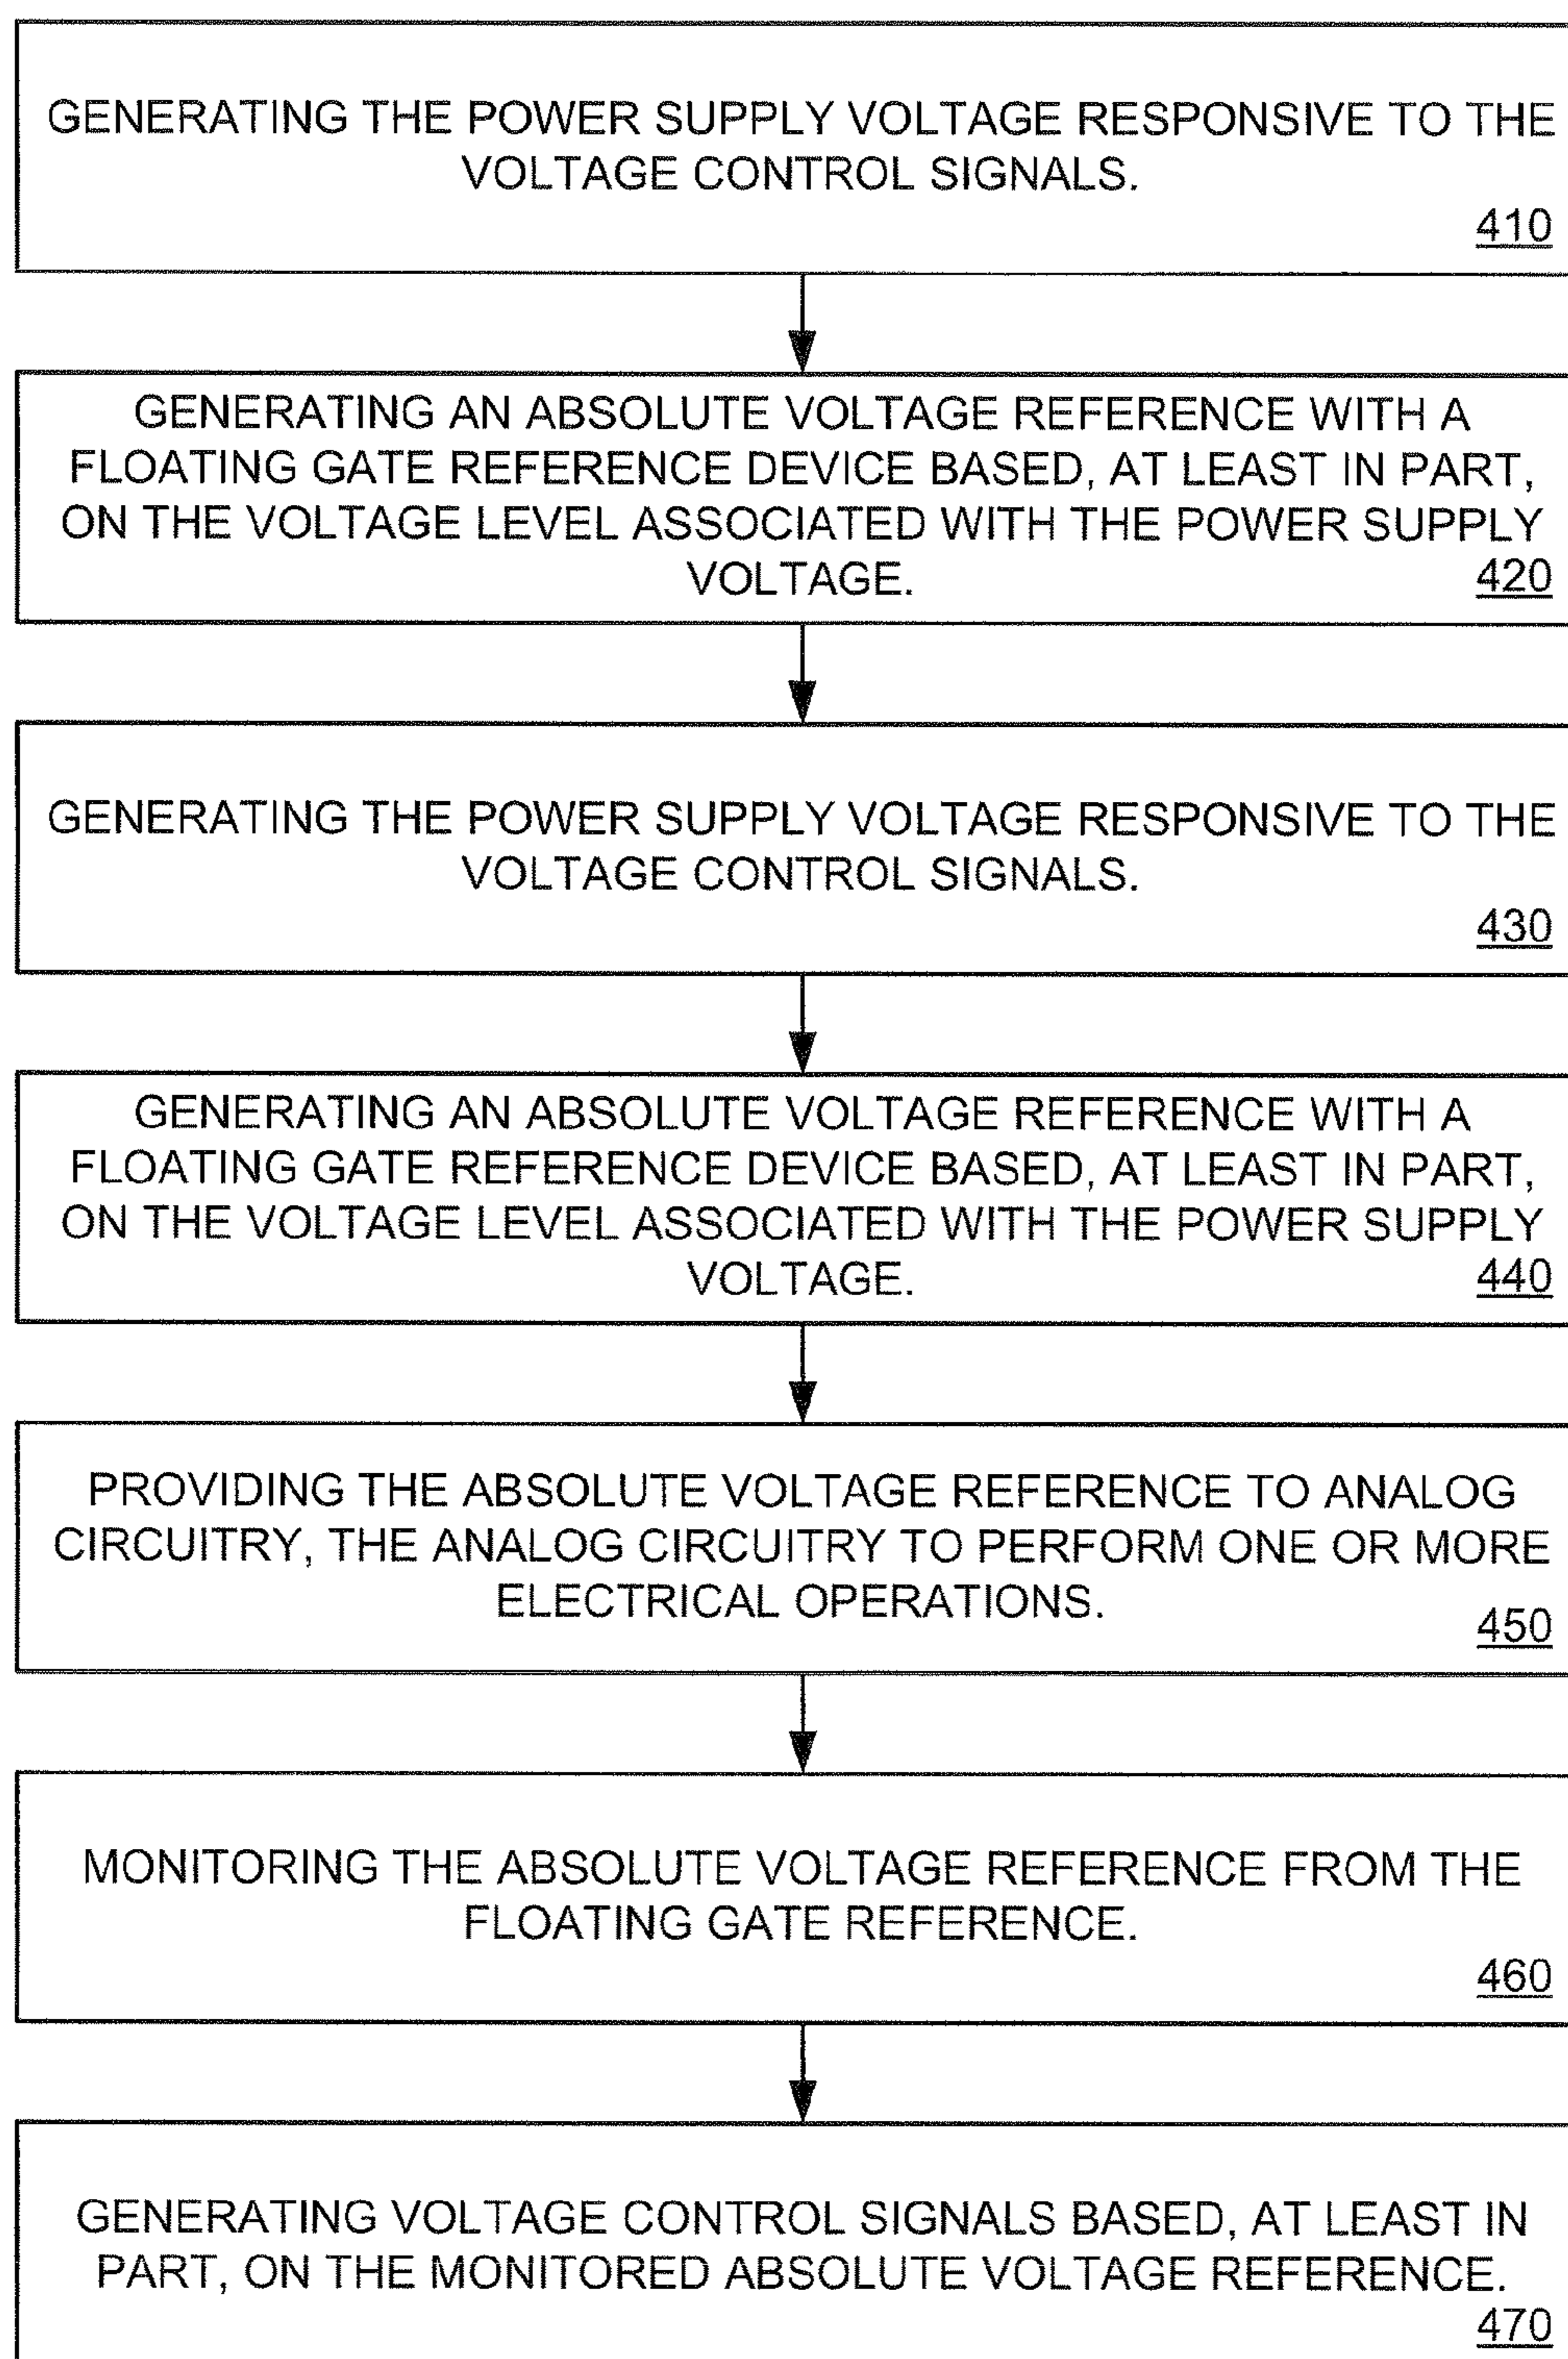 GENERATING THE POWER SUPPLY VOLTAGE RESPONSIVE TO THE
VOLTAGE CONTROL SIGNALS.
410
GENERATING AN ABSOLUTE VOLTAGE REFERENCE WITH A
FLOATING GATE REFERENCE DEVICE BASED, AT LEAST IN PART,
ON THE VOLTAGE LEVEL ASSOCIATED WITH THE POWER SUPPLY
VOLTAGE.
420
GENERATING THE POWER SUPPLY VOLTAGE RESPONSIVE TO THE
VOLTAGE CONTROL SIGNALS.
430
GENERATING AN ABSOLUTE VOLTAGE REFERENCE WITH A
FLOATING GATE REFERENCE DEVICE BASED, AT LEAST IN PART,
ON THE VOLTAGE LEVEL ASSOCIATED WITH THE POWER SUPPLY
VOLTAGE.
440
PROVIDING THE ABSOLUTE VOLTAGE REFERENCE TO ANALOG
CIRCUITRY, THE ANALOG CIRCUITRY TO PERFORM ONE OR MORE
ELECTRICAL OPERATIONS.
450
MONITORING THE ABSOLUTE VOLTAGE REFERENCE FROM THE
FLOATING GATE REFERENCE.
460
GENERATING VOLTAGE CONTROL SIGNALS BASED, AT LEAST IN
PART, ON THE MONITORED ABSOLUTE VOLTAGE REFERENCE.
470